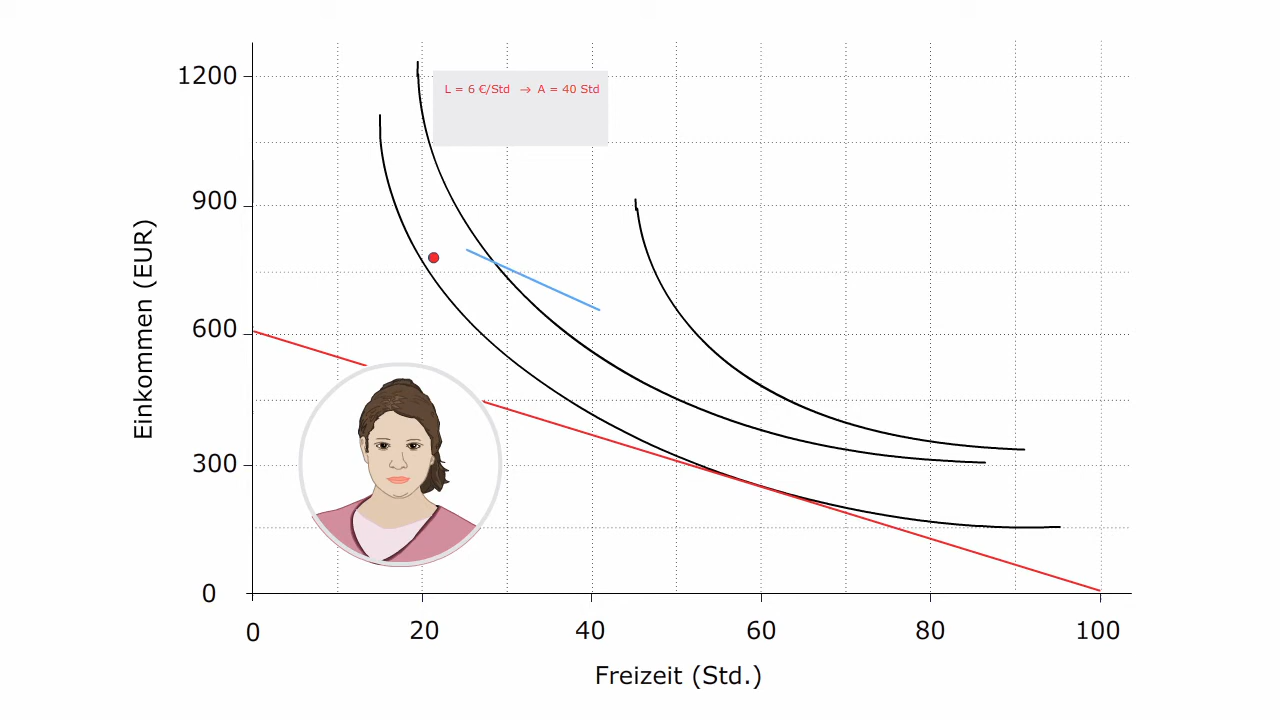 1200
900
600
300
0
L = 6 €/Std → A = 40 Std
Einkommen (EUR)
0 20 40 60 80 100
Freizeit (Std.)